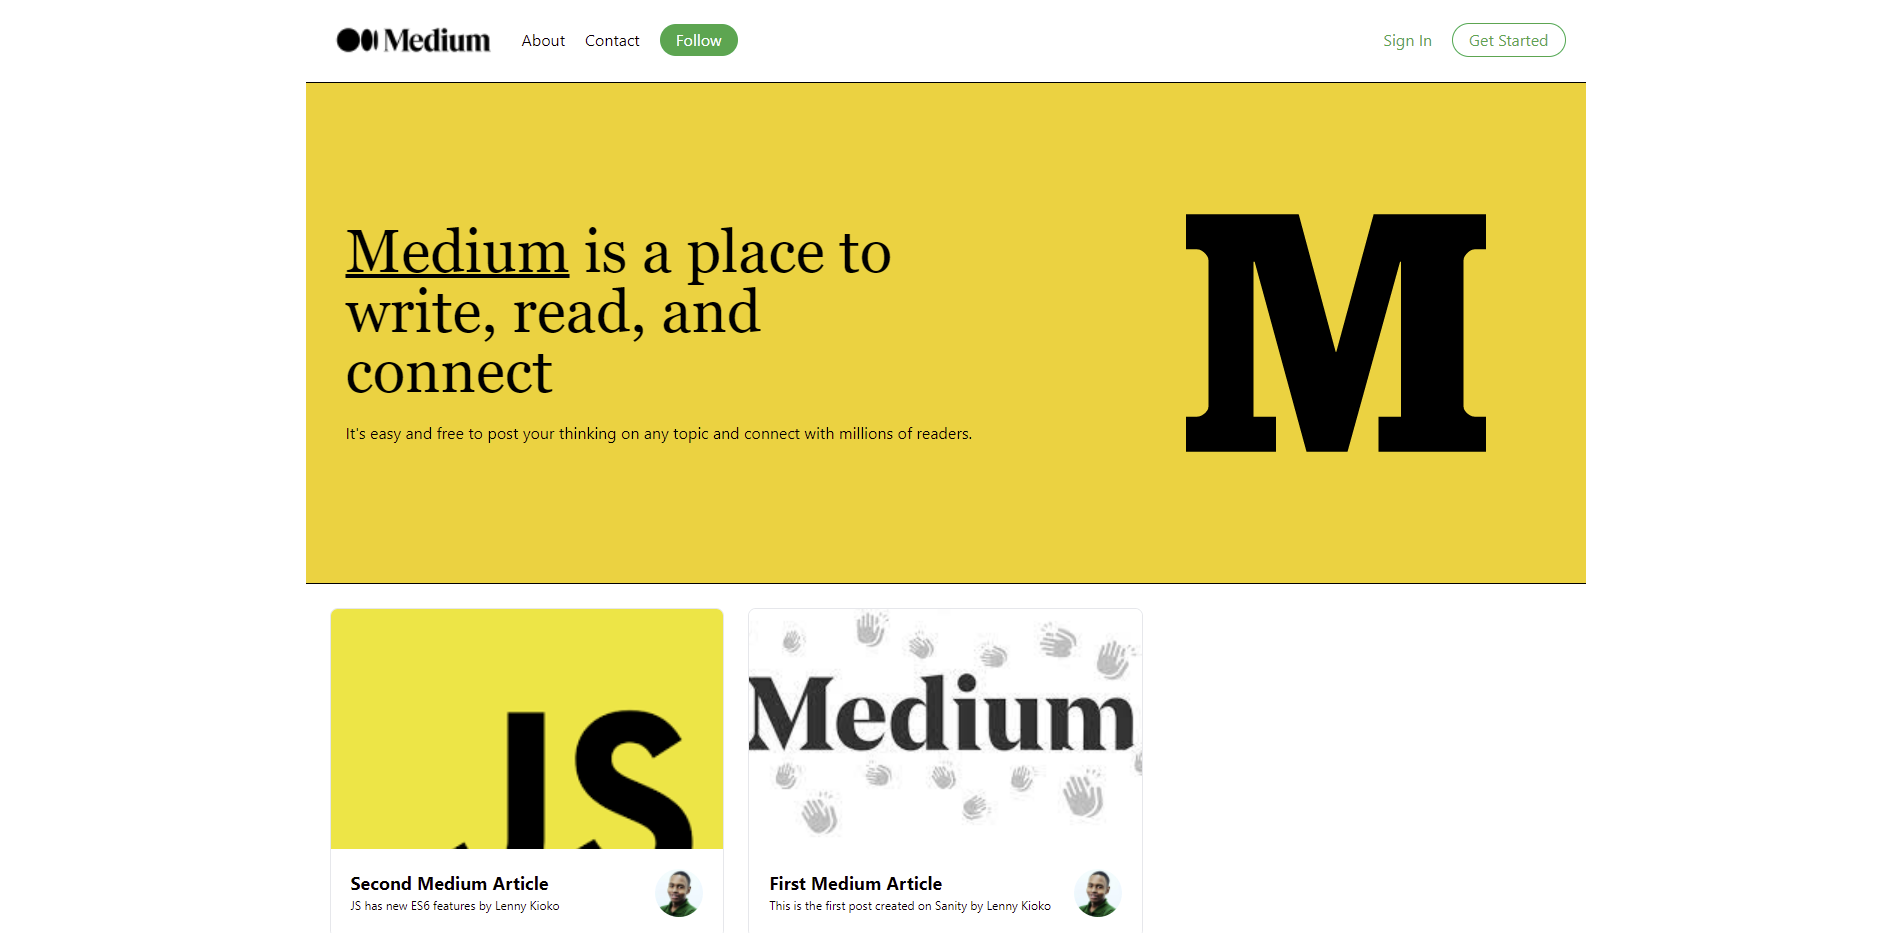 Medium
About
Contact
Follow
Sign In
Get Started
Medium is a place to
write, read, and
connect
It's easy and free to post your thinking on any topic and connect with millions of readers.
M
JS
Second Medium Article
JS has new ES6 features by Lenny Kioko
Medium
First Medium Article
This is the first post created on Sanity by Lenny Kioko